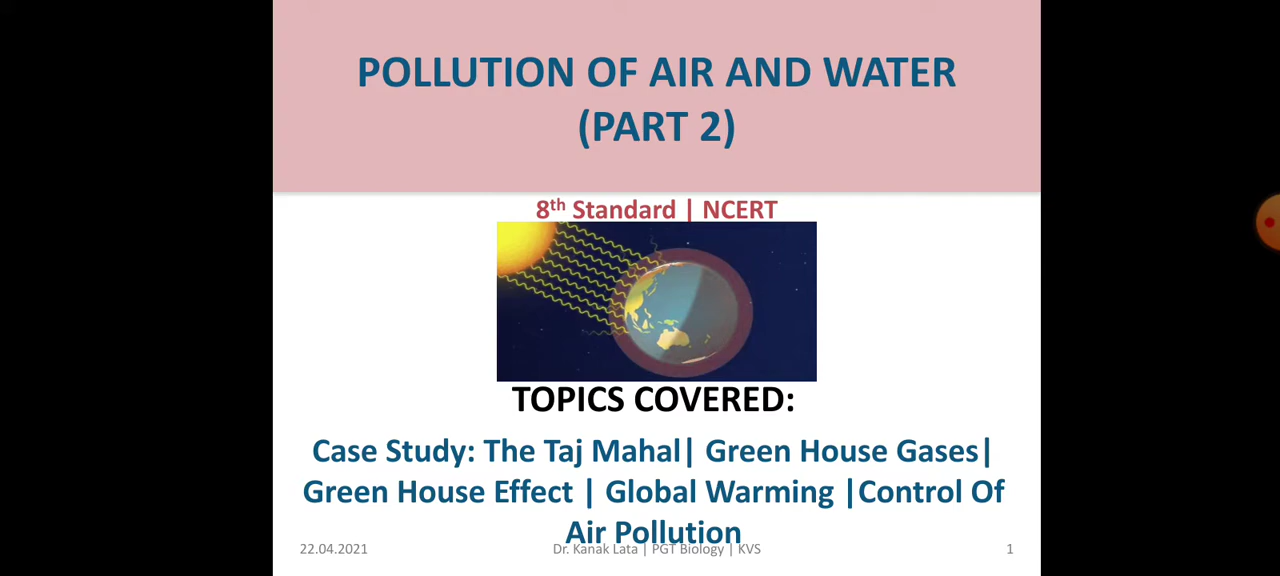 POLLUTION OF AIR AND WATER
(PART 2)
8th Standard | NCERT
TOPICS COVERED:
Case Study: The Taj Mahal| Green House Gases|
Green House Effect | Global Warming |Control Of
Air Pollution
22.04.2021
Dr. Kanak Lata | PGT Biology | KVS
1